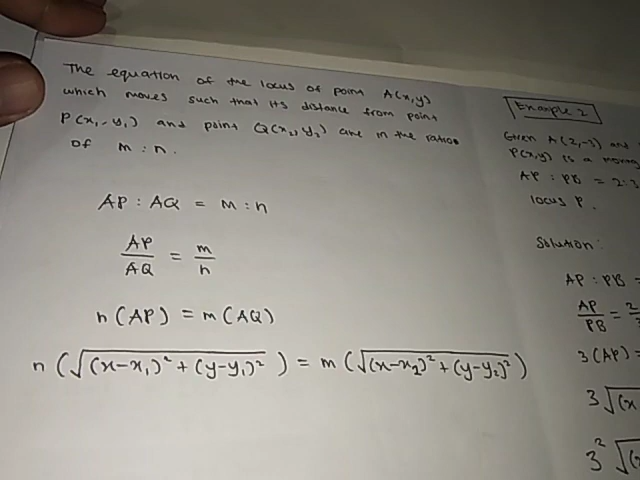 The equation of the locus of point A(x,y)
which moves such that its distance from point
P(x₁,y₁) and point Q(x₂,y₂) are in the ratio
of m : n.
AP : AQ = m : n
AP/AQ = m/n
n(AP) = m(AQ)
n(√((x-x₁)²+(y-y₁)²)) = m(√((x-x₂)²+(y-y₂)²))
Example 2
Given A(2,-3) and
P(x,y) is a moving
AP : PB = 2:3
locus P.
Solution:
AP : PB =
AP/PB = 2/
3(AP) =
3√(x
3²√(